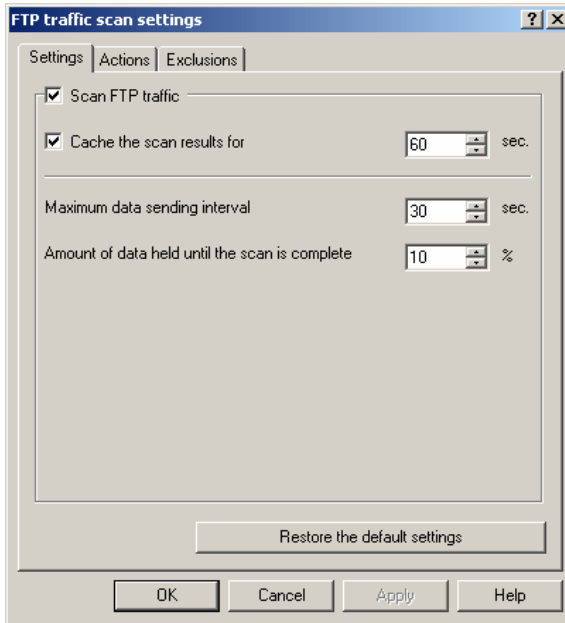 FTP traffic scan settings
Settings Actions Exclusions
Scan FTP traffic
Cache the scan results for 60 sec.
Maximum data sending interval 30 sec.
Amount of data held until the scan is complete 10 %
Restore the default settings
OK Cancel Apply Help